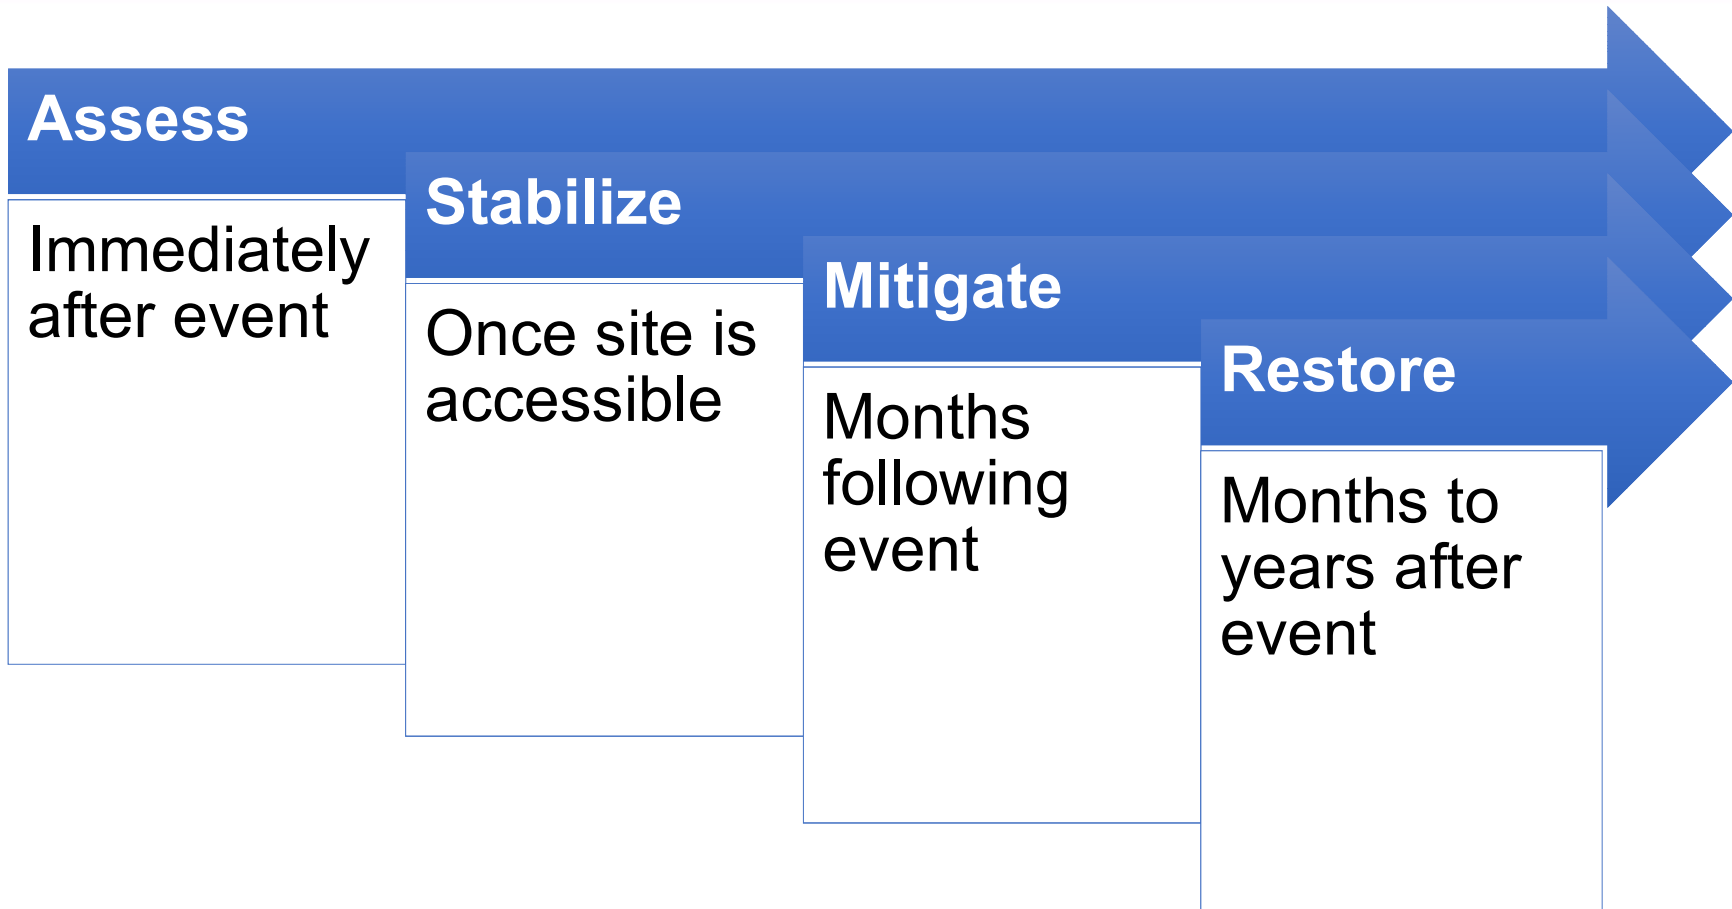 Assess
Immediately
after event
Stabilize
Once site is
accessible
Mitigate
Months
following
event
Restore
Months to
years after
event